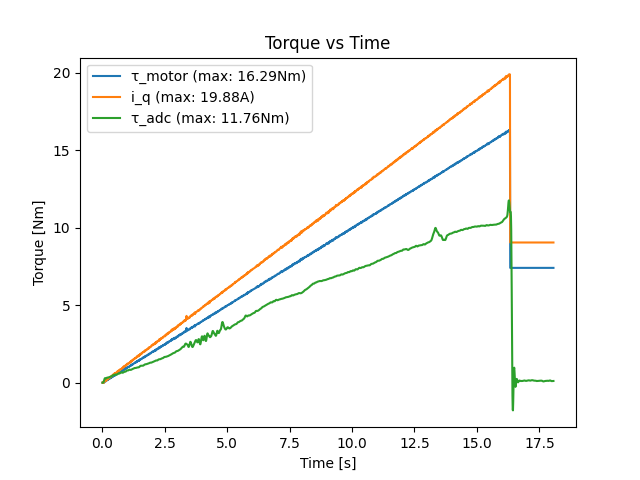 Torque vs Time
τ_motor (max: 16.29Nm)
i_q (max: 19.88A)
τ_adc (max: 11.76Nm)
Torque [Nm]
20
15
10
5
0
0.0 2.5 5.0 7.5 10.0 12.5 15.0 17.5
Time [s]